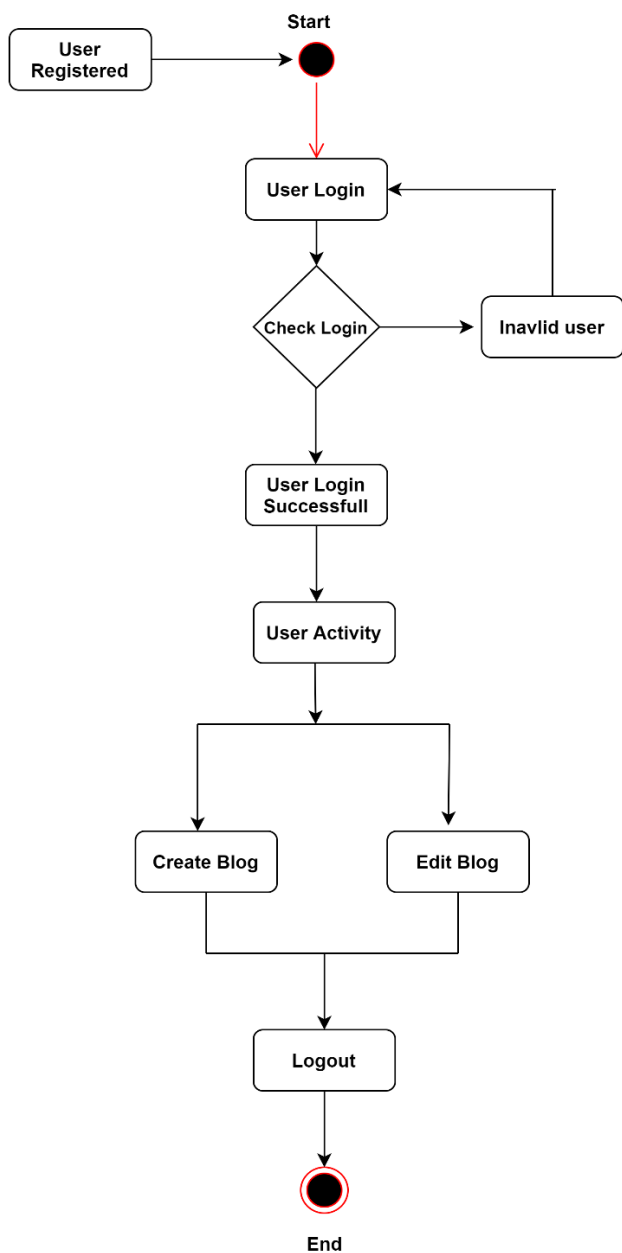 Start
User
Registered
User Login
Check Login
Inavlid user
User Login
Successfull
User Activity
Create Blog
Edit Blog
Logout
End